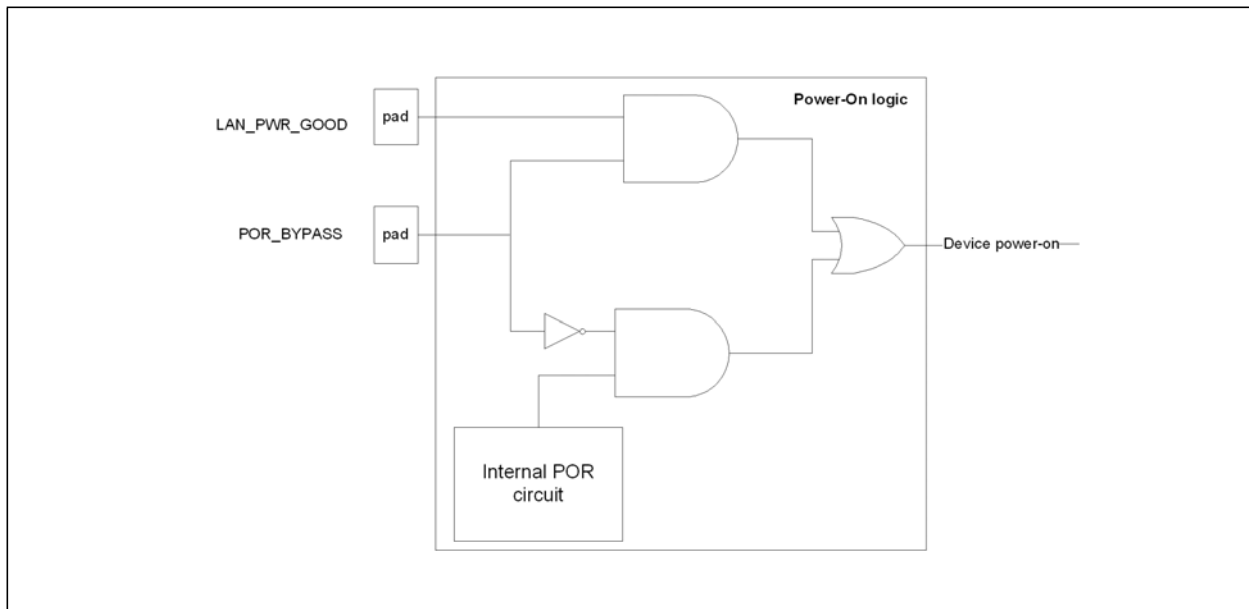 Power-On logic
LAN_PWR_GOOD
pad
POR_BYPASS
pad
Device power-on
Internal POR
circuit